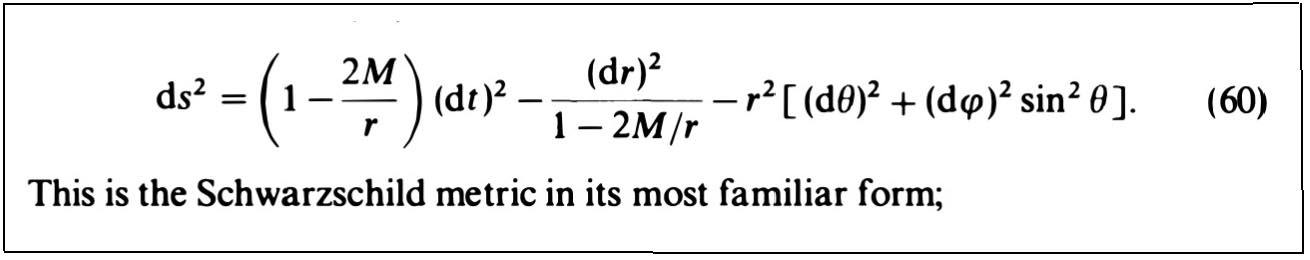 ds² = (1 − 2M/r) (dt)² − (dr)²/(1 − 2M/r) − r² [ (dθ)² + (dφ)² sin² θ ]. (60)
This is the Schwarzschild metric in its most familiar form;